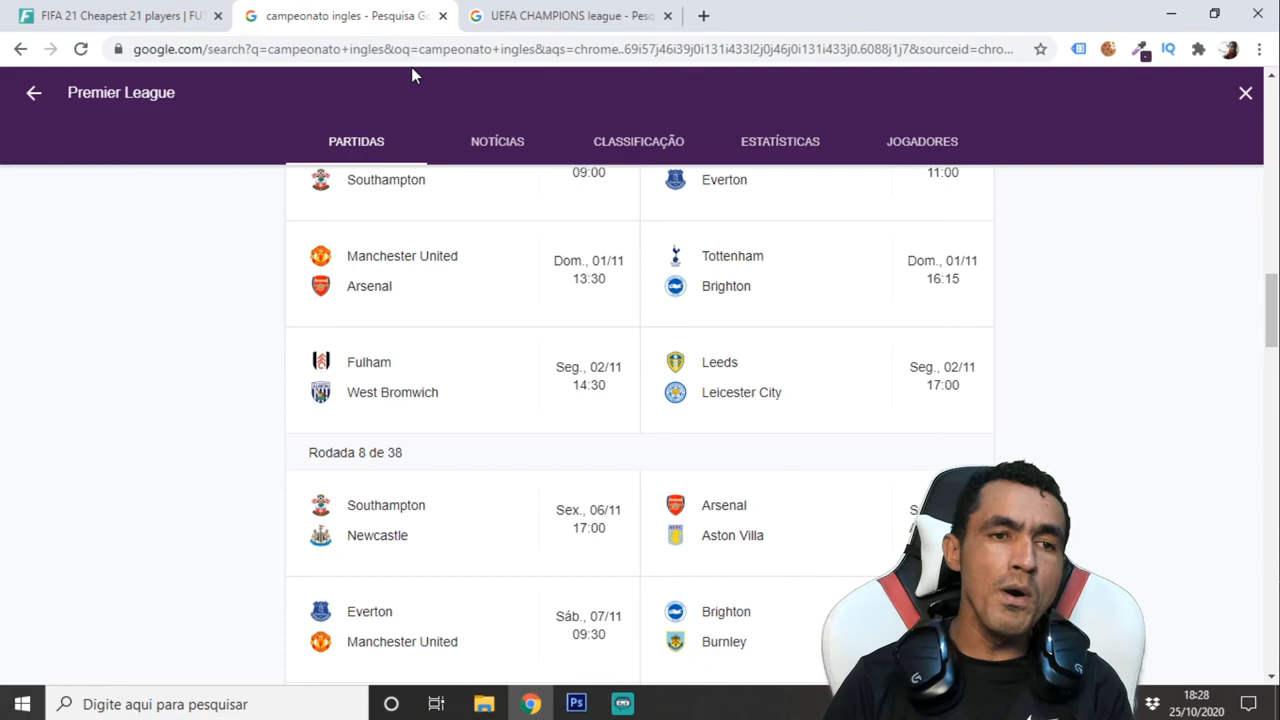 FIFA 21 Cheapest 21 players | FUT
campeonato ingles - Pesquisa Go
UEFA CHAMPIONS league - Pesq
google.com/search?q=campeonato+ingles&oq=campeonato+ingles&aqs=chrome..69i57j46i39j0i131i433l2j0j46j0i131i433j0.6088j1j7&sourceid=chro...
Premier League
PARTIDAS NOTÍCIAS CLASSIFICAÇÃO ESTATÍSTICAS JOGADORES
Southampton 09:00
Everton 11:00
Manchester United
Arsenal
Dom., 01/11
13:30
Tottenham
Brighton
Dom., 01/11
16:15
Fulham
West Bromwich
Seg., 02/11
14:30
Leeds
Leicester City
Seg., 02/11
17:00
Rodada 8 de 38
Southampton
Newcastle
Sex., 06/11
17:00
Arsenal
Aston Villa
Everton
Manchester United
Sáb., 07/11
09:30
Brighton
Burnley
Digite aqui para pesquisar
Ps
18:28
25/10/2020